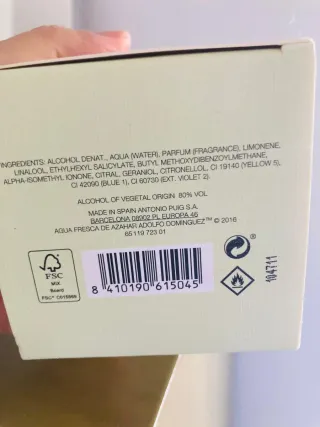 INGREDIENTS: ALCOHOL DENAT., AQUA (WATER), PARFUM (FRAGRANCE), LIMONENE,
LINALOOL, ETHYLHEXYL SALICYLATE, BUTYL METHOXYDIBENZOYLMETHANE,
ALPHA-ISOMETHYL IONONE, CITRAL, GERANIOL, CITRONELLOL, CI 19140 (YELLOW 5),
CI 42090 (BLUE 1), CI 60730 (EXT. VIOLET 2).
ALCOHOL OF VEGETAL ORIGIN 80% VOL
MADE IN SPAIN ANTONIO PUIG S.A.
BARCELONA 08902 PL EUROPA 46
AGUA FRESCA DE AZAHAR ADOLFO DOMINGUEZ™ © 2016
65 119 723 01
FSC
MIX
Board
FSC®
8 410190 615045
104711